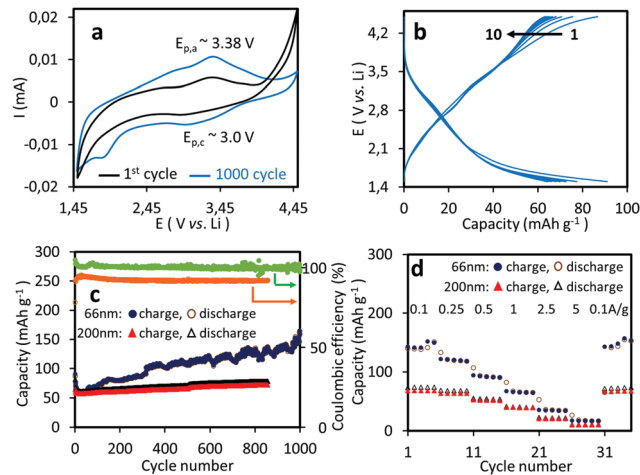 0,02
0,01
0
-0,01
-0,02
I (mA)
a
Ep,a ~ 3.38 V
Ep,c ~ 3.0 V
1st cycle
1000 cycle
1,45
2,45
3,45
4,45
E ( V vs. Li )
4,2
3,5
2,8
2,1
1,4
E (V vs. Li )
b
10
1
0
20
40
60
80
100
Capacity (mAh g-1)
300
250
200
150
100
50
0
Capacity (mAh g-1)
c
66nm: charge, discharge
200nm: charge, discharge
100
50
0
Coulombic efficiency (%)
0
200
400
600
800
1000
Cycle number
300
200
100
0
Capacity (mAh g-1)
d
66nm: charge, discharge
200nm: charge, discharge
0.1 0.25 0.5 1 2.5 5 0.1A/g
1
11
21
31
Cycle number